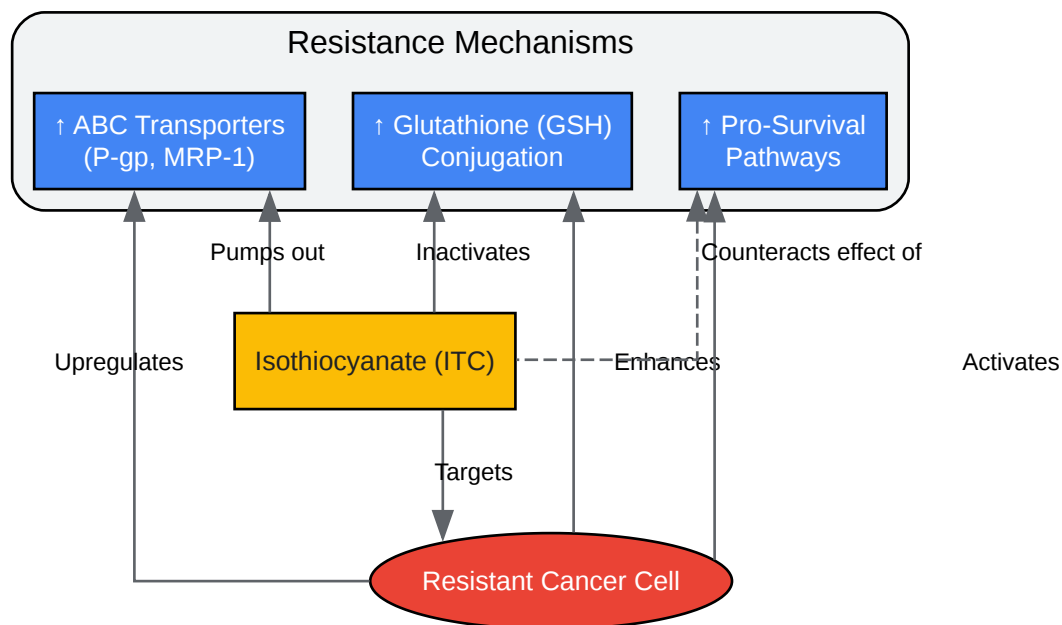 Resistance Mechanisms
↑ ABC Transporters
(P-gp, MRP-1)
↑ Glutathione (GSH)
Conjugation
↑ Pro-Survival
Pathways
Pumps out
Inactivates
Counteracts effect of
Upregulates
Isothiocyanate (ITC)
Enhances
Activates
Targets
Resistant Cancer Cell